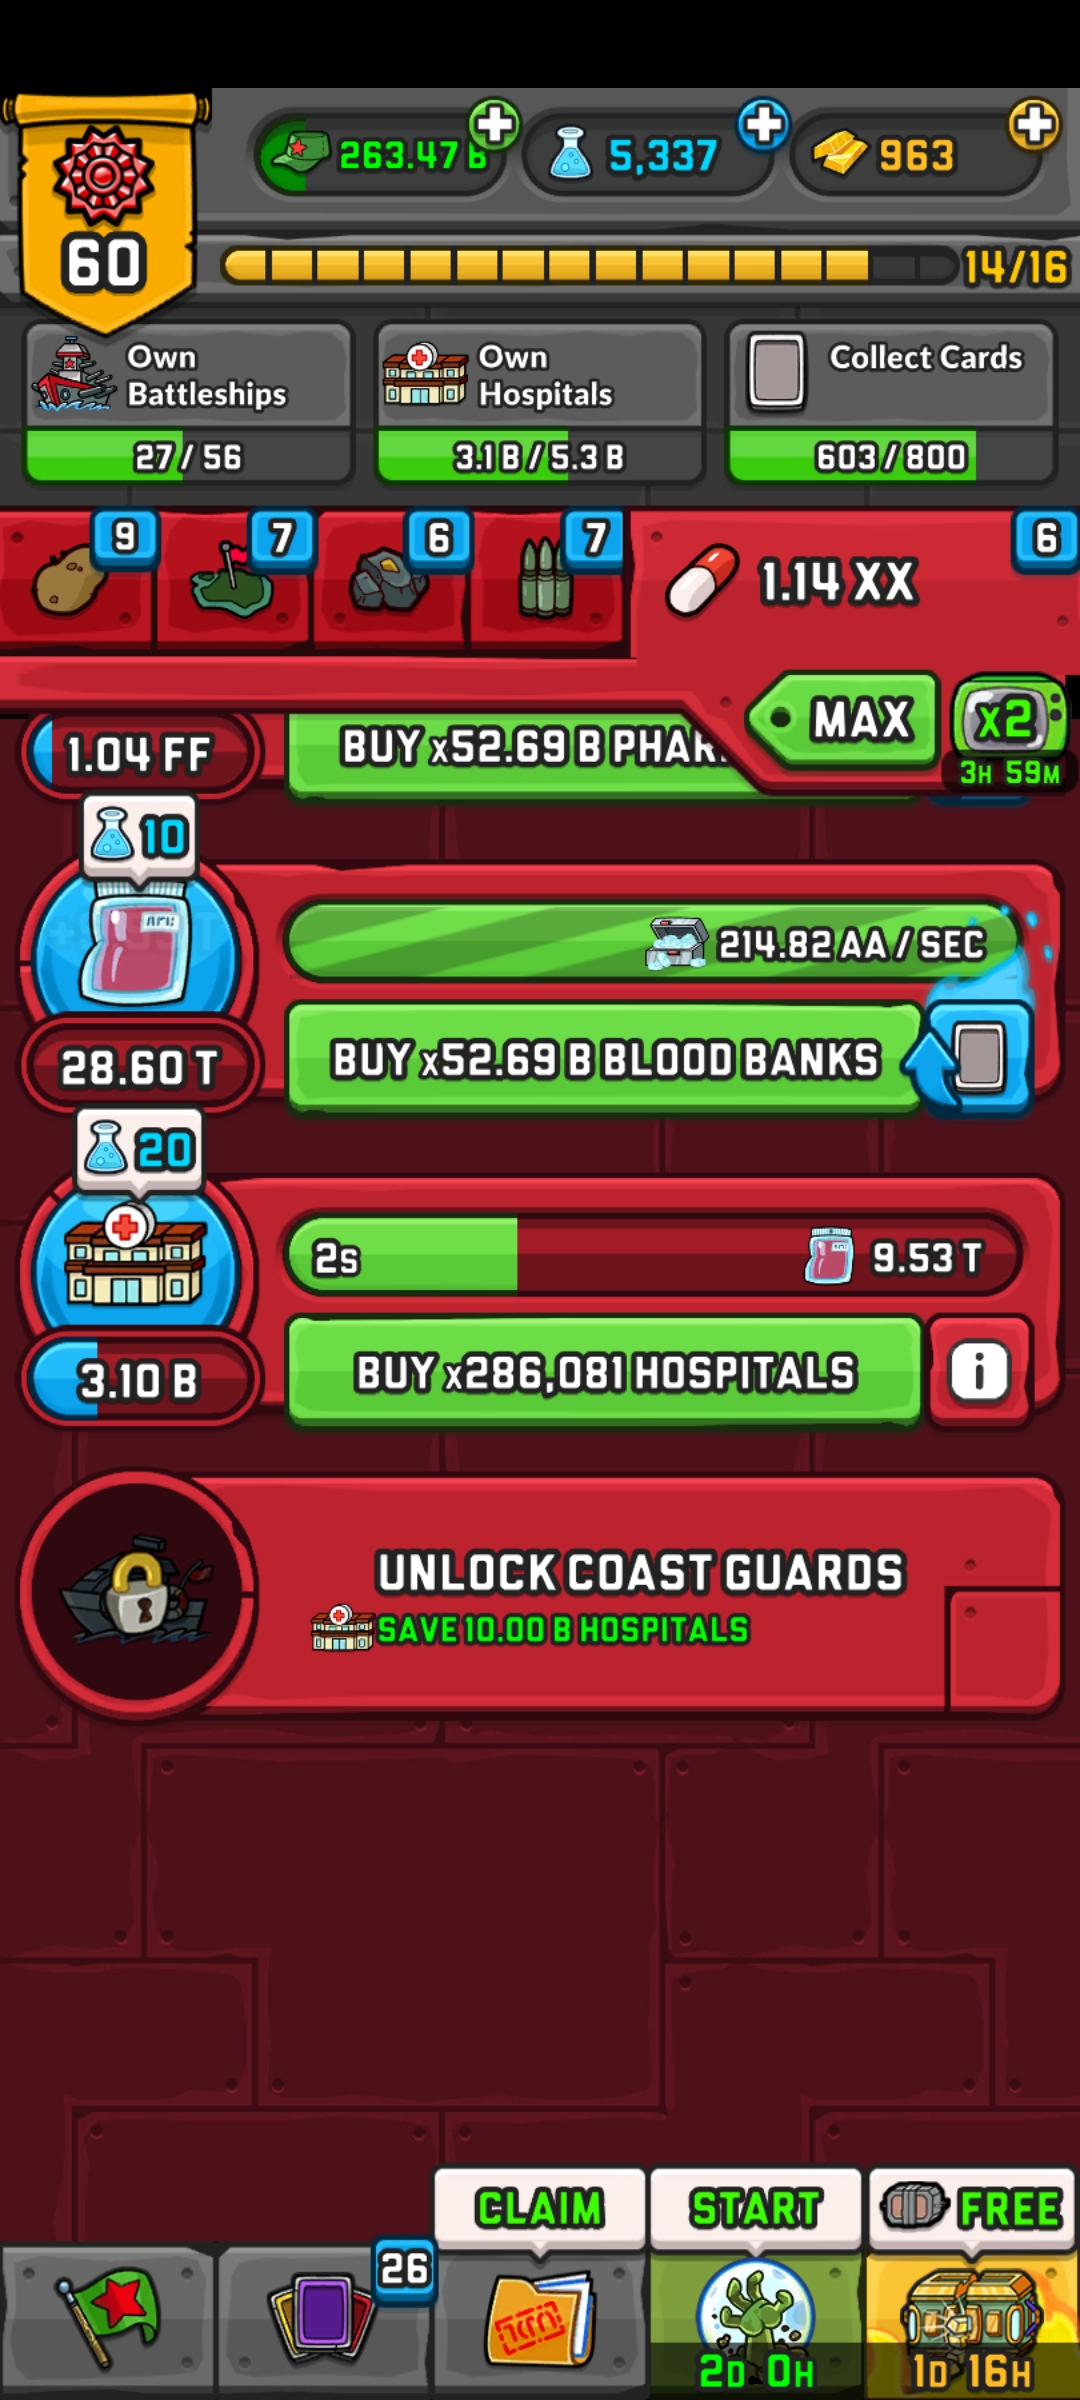 263.47 B
5,337
963
60
14/16
Own
Battleships
27/56
Own
Hospitals
3.1 B/5.3 B
Collect Cards
603/800
9
7
6
7
1.14 XX
6
MAX
x2
3H 59M
1.04 FF
BUY x52.69 B PHAR
10
214.82 AA/SEC
28.60 T
BUY x52.69 B BLOOD BANKS
20
2s
9.53 T
3.10 B
BUY x286,081 HOSPITALS
i
UNLOCK COAST GUARDS
SAVE 10.00 B HOSPITALS
CLAIM
START
FREE
26
2D 0H
1D 16H